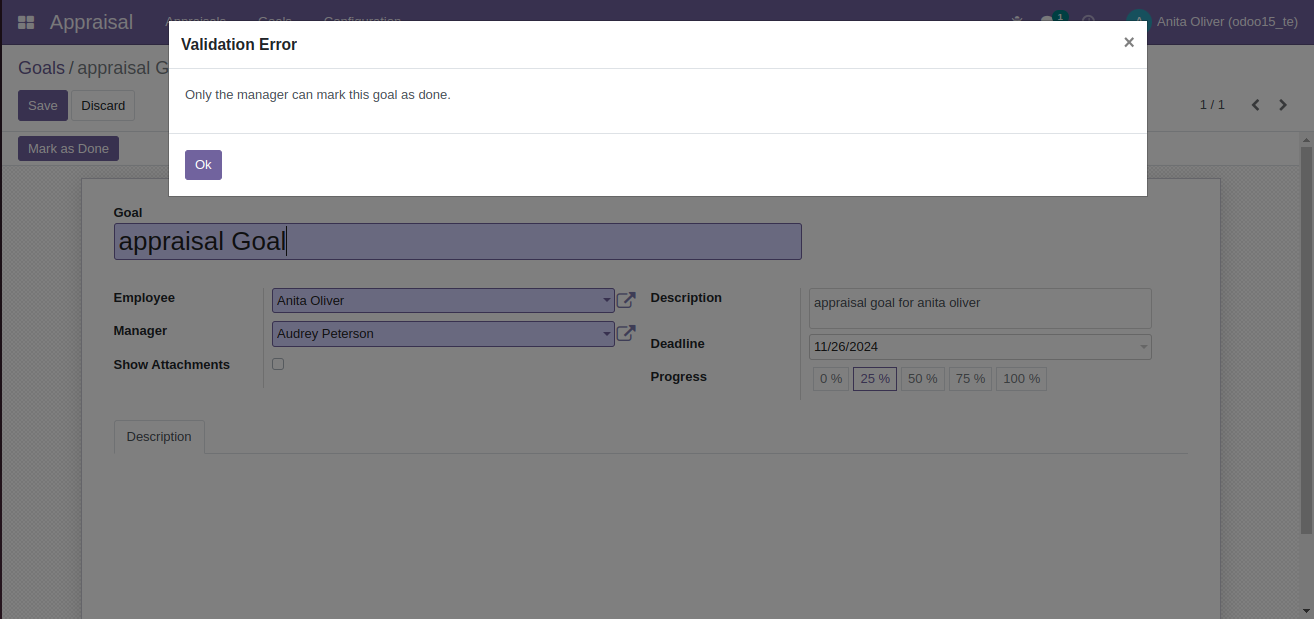 Appraisal Appraisals Goals Configuration 1 A Anita Oliver (odoo15_te)
Validation Error ×
Goals / appraisal G
Only the manager can mark this goal as done.
Save Discard 1 / 1
Mark as Done
Ok
Goal
appraisal Goal
Employee Anita Oliver
Manager Audrey Peterson
Show Attachments
Description appraisal goal for anita oliver
Deadline 11/26/2024
Progress 0 % 25 % 50 % 75 % 100 %
Description